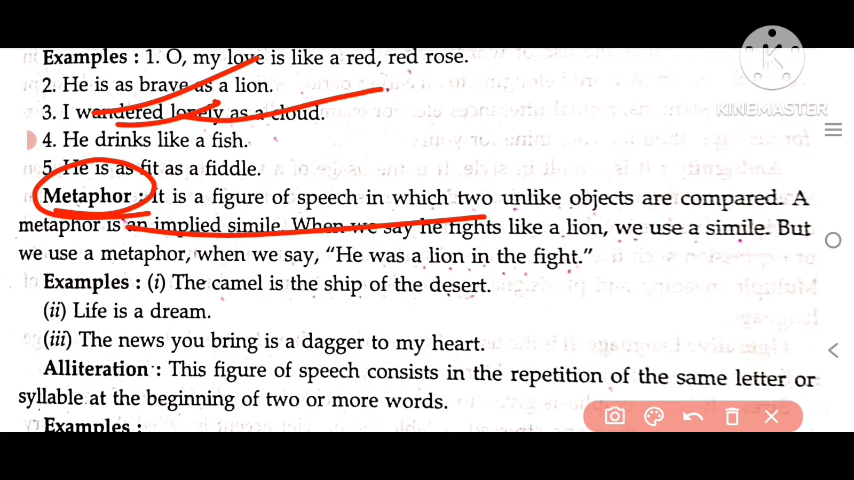 Examples : 1. O, my love is like a red, red rose.
2. He is as brave as a lion.
3. I wandered lonely as a cloud.
4. He drinks like a fish.
5. He is as fit as a fiddle.
Metaphor : It is a figure of speech in which two unlike objects are compared. A
metaphor is an implied simile. When we say he fights like a lion, we use a simile. But
we use a metaphor, when we say, “He was a lion in the fight.”
Examples : (i) The camel is the ship of the desert.
(ii) Life is a dream.
(iii) The news you bring is a dagger to my heart.
Alliteration : This figure of speech consists in the repetition of the same letter or
syllable at the beginning of two or more words.
Examples :
K
KINEMASTER